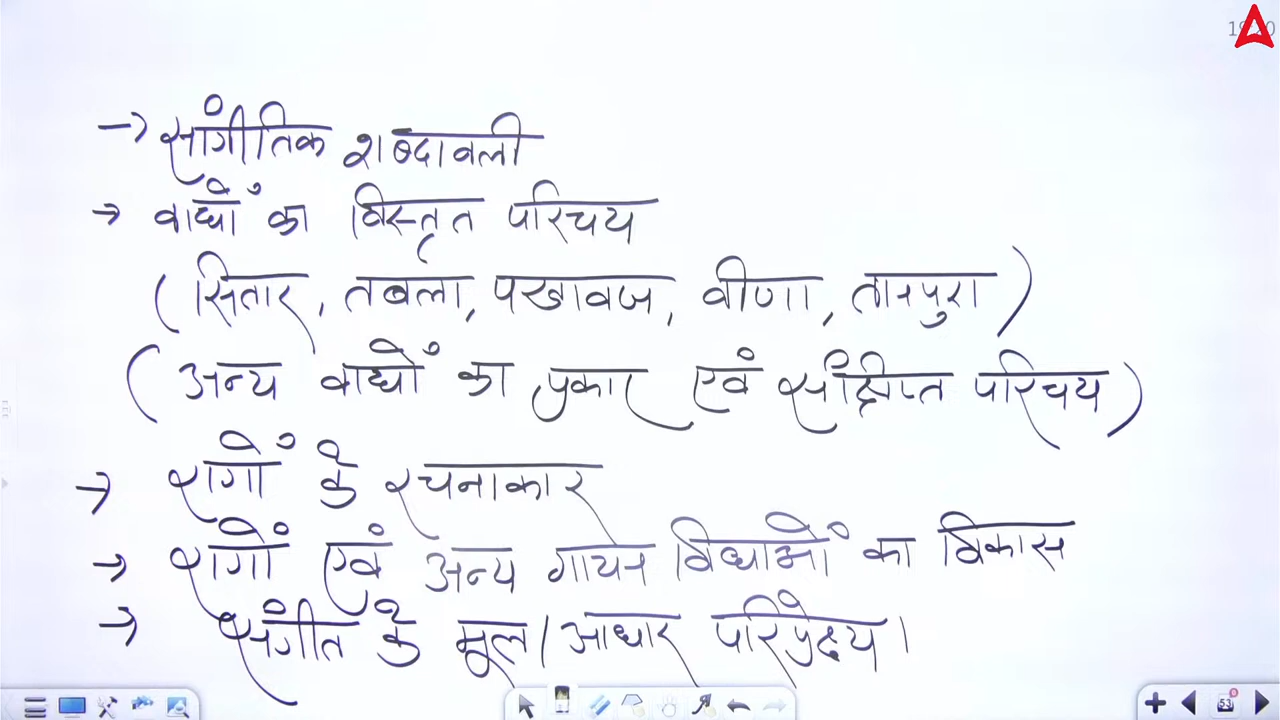 → सांगीतिक शब्दावली
→ वाद्यों का विस्तृत परिचय
(सितार, तबला, पखावज, वीणा, तानपुरा)
(अन्य वाद्यों का प्रकार एवं संक्षिप्त परिचय)
→ रागों के रचनाकार
→ रागों एवं अन्य गायन विधाओं का विकास
→ संगीत के मूल/आधार परिप्रेक्ष्य।
53